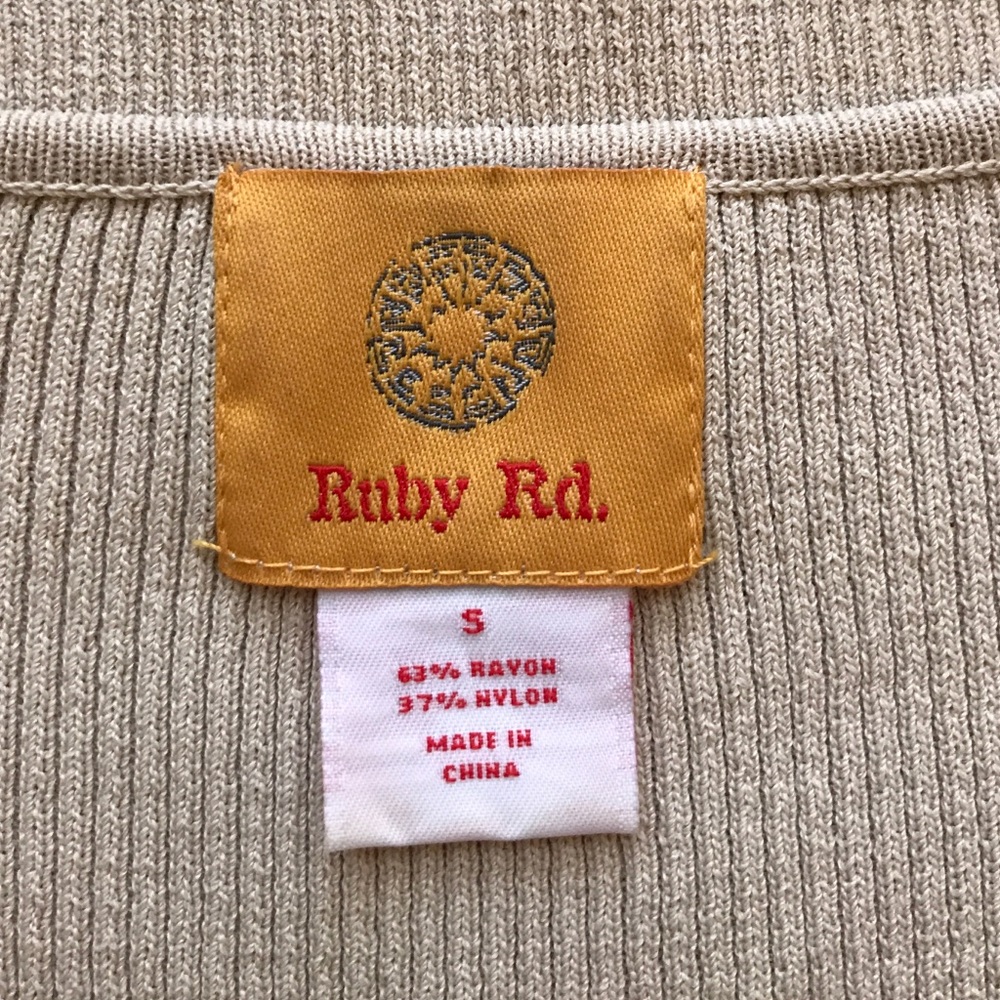 Ruby Rd.
S
63% RAYON
37% NYLON
MADE IN
CHINA